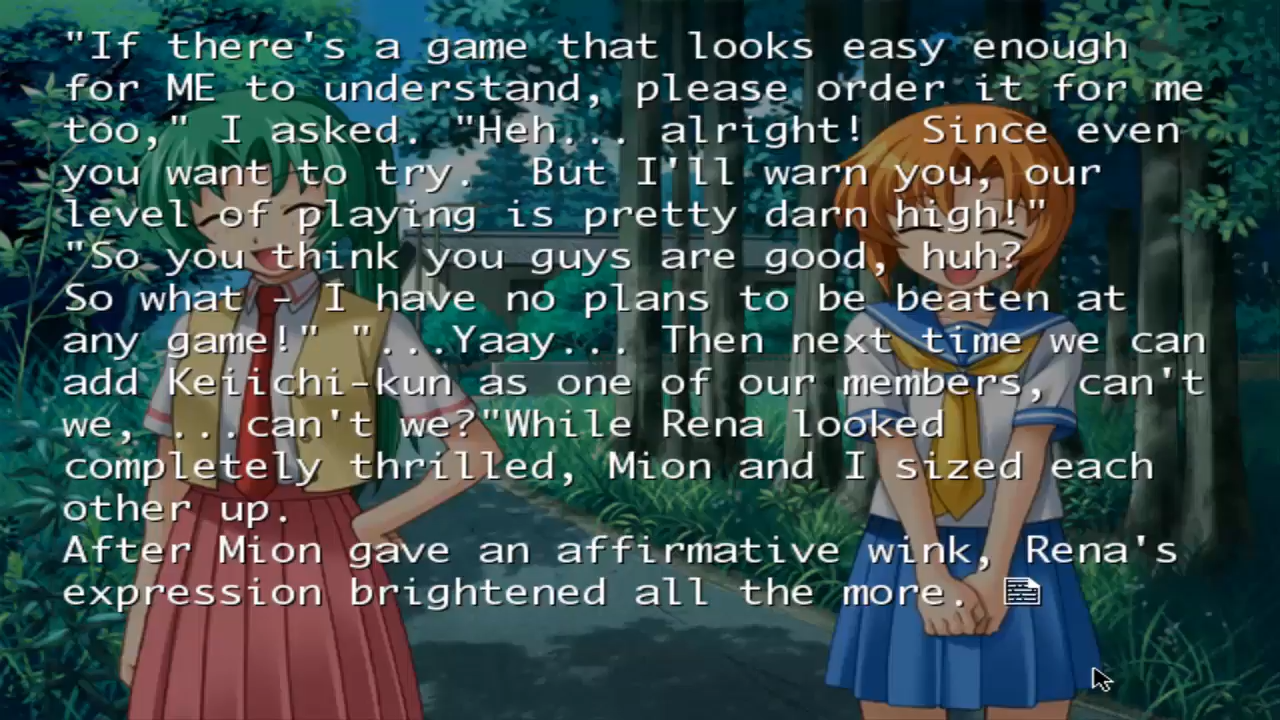 "If there's a game that looks easy enough
for ME to understand, please order it for me
too," I asked. "Heh... alright!  Since even
you want to try.  But I'll warn you, our
level of playing is pretty darn high!"
"So you think you guys are good, huh?
So what - I have no plans to be beaten at
any game!" "...Yaay... Then next time we can
add Keiichi-kun as one of our members, can't
we, ...can't we?"While Rena looked
completely thrilled, Mion and I sized each
other up.
After Mion gave an affirmative wink, Rena's
expression brightened all the more.